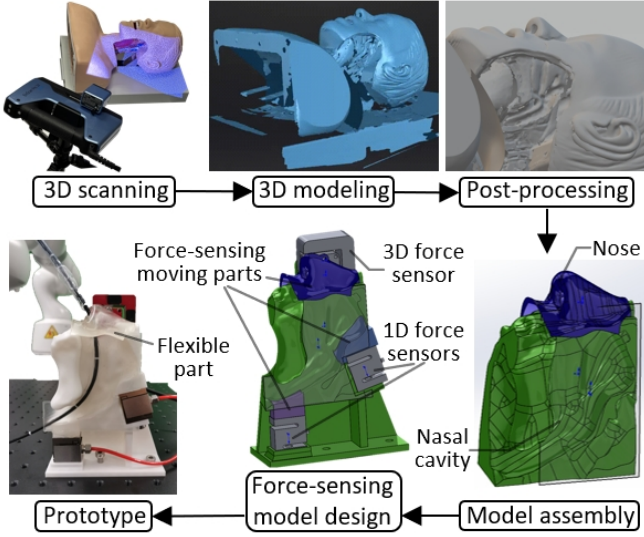 3D scanning
3D modeling
Post-processing
Force-sensing
moving parts
3D force
sensor
Nose
Flexible
part
1D force
sensors
Nasal
cavity
Prototype
Force-sensing
model design
Model assembly